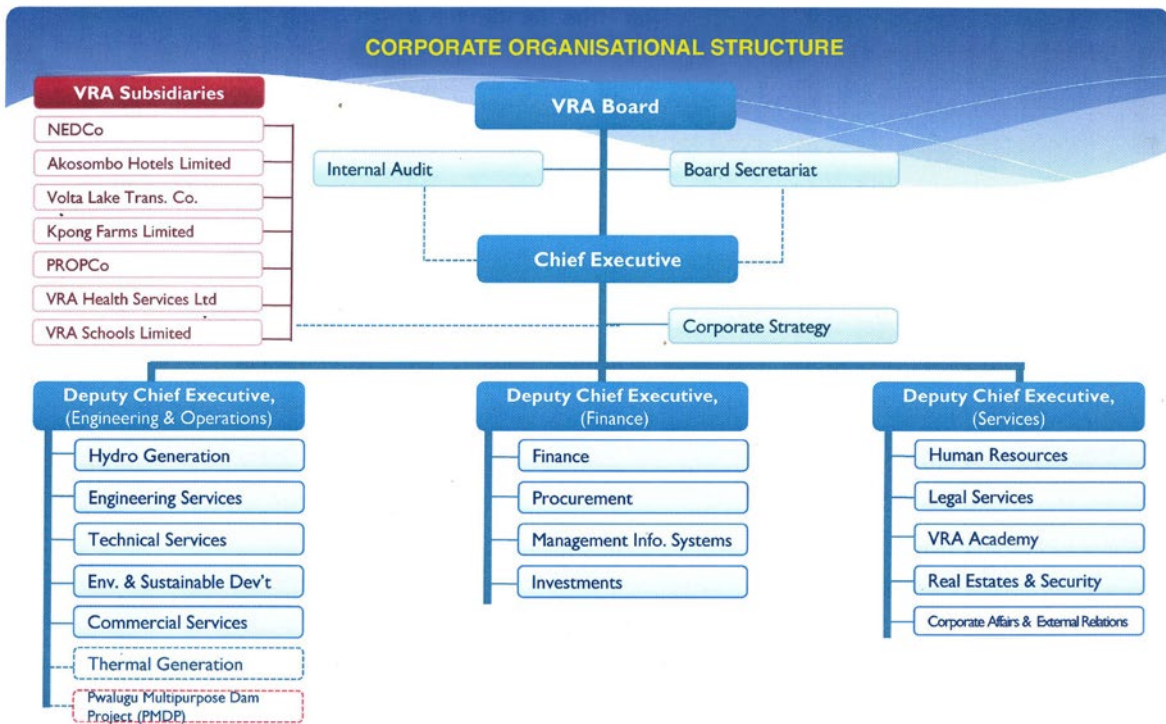 CORPORATE ORGANISATIONAL STRUCTURE
VRA Subsidiaries
NEDCo
Akosombo Hotels Limited
Volta Lake Trans. Co.
Kpong Farms Limited
PROPCo
VRA Health Services Ltd
VRA Schools Limited
VRA Board
Internal Audit
Board Secretariat
Chief Executive
Corporate Strategy
Deputy Chief Executive,
(Engineering & Operations)
Hydro Generation
Engineering Services
Technical Services
Env. & Sustainable Dev't
Commercial Services
Thermal Generation
Pwalugu Multipurpose Dam
Project (PMDP)
Deputy Chief Executive,
(Finance)
Finance
Procurement
Management Info. Systems
Investments
Deputy Chief Executive,
(Services)
Human Resources
Legal Services
VRA Academy
Real Estates & Security
Corporate Affairs & External Relations